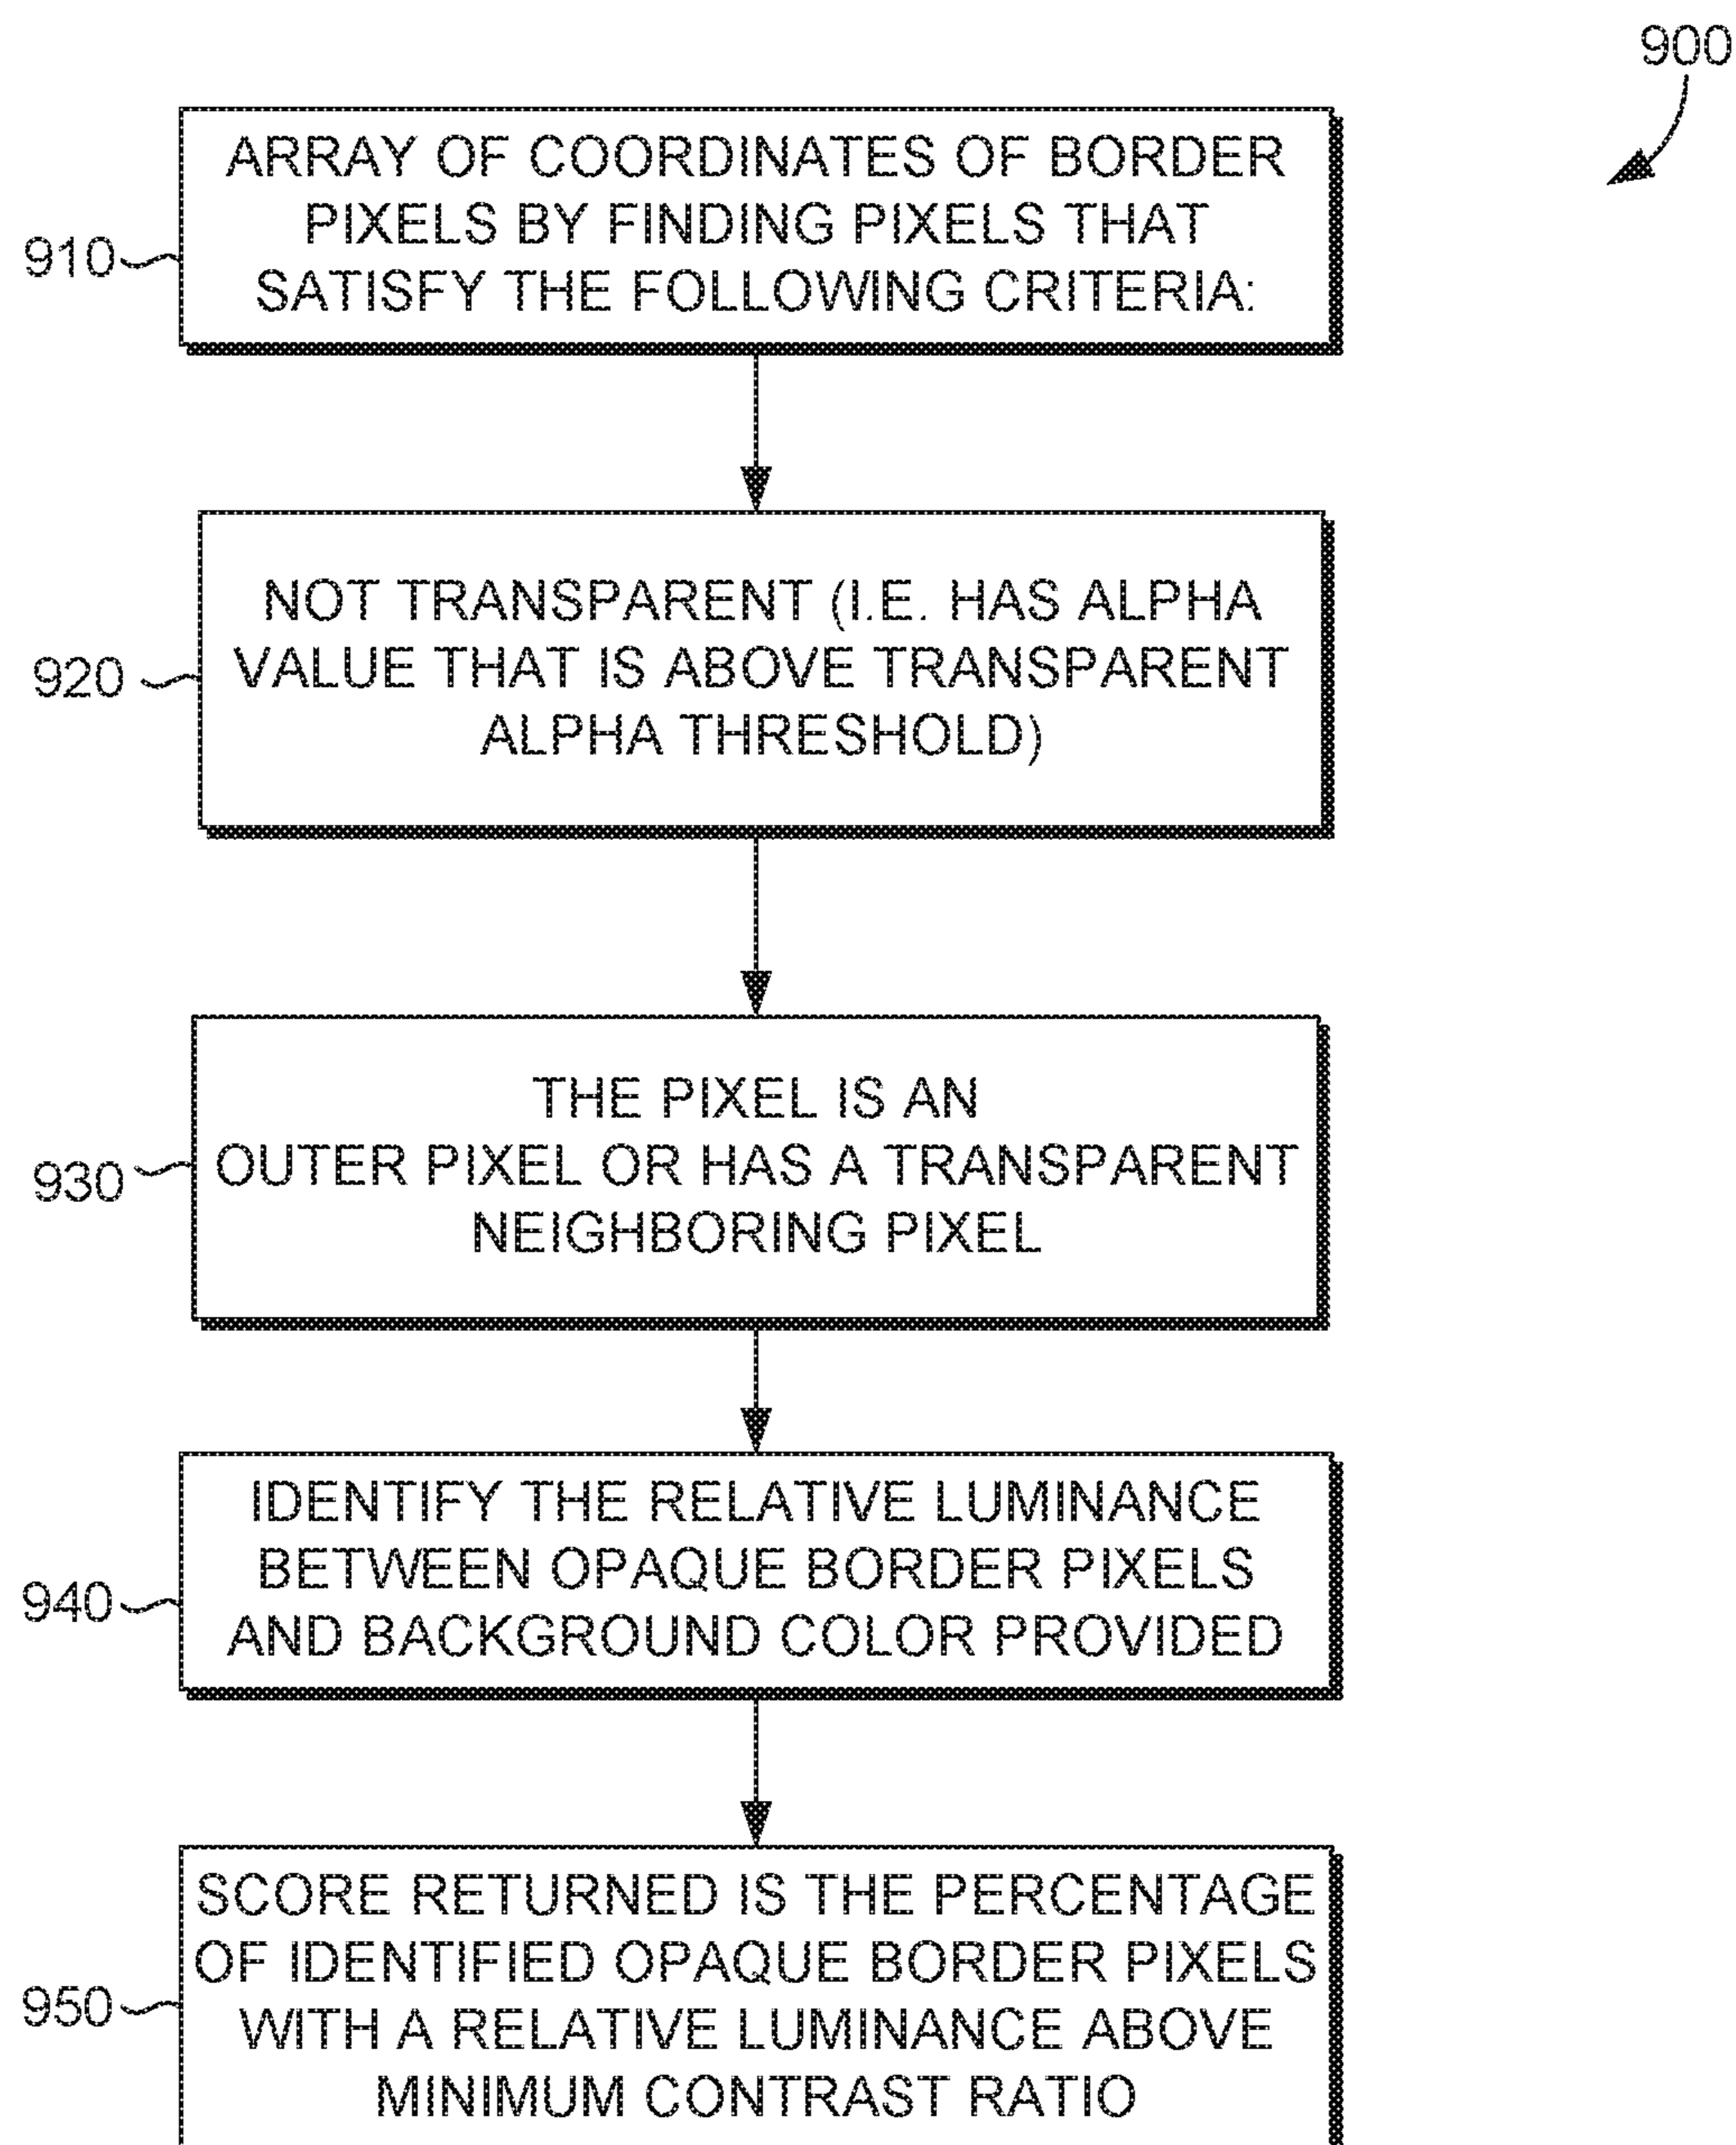 900
ARRAY OF COORDINATES OF BORDER
PIXELS BY FINDING PIXELS THAT
SATISFY THE FOLLOWING CRITERIA:
910
NOT TRANSPARENT (I.E. HAS ALPHA
VALUE THAT IS ABOVE TRANSPARENT
ALPHA THRESHOLD)
920
THE PIXEL IS AN
OUTER PIXEL OR HAS A TRANSPARENT
NEIGHBORING PIXEL
930
IDENTIFY THE RELATIVE LUMINANCE
BETWEEN OPAQUE BORDER PIXELS
AND BACKGROUND COLOR PROVIDED
940
SCORE RETURNED IS THE PERCENTAGE
OF IDENTIFIED OPAQUE BORDER PIXELS
WITH A RELATIVE LUMINANCE ABOVE
MINIMUM CONTRAST RATIO
950